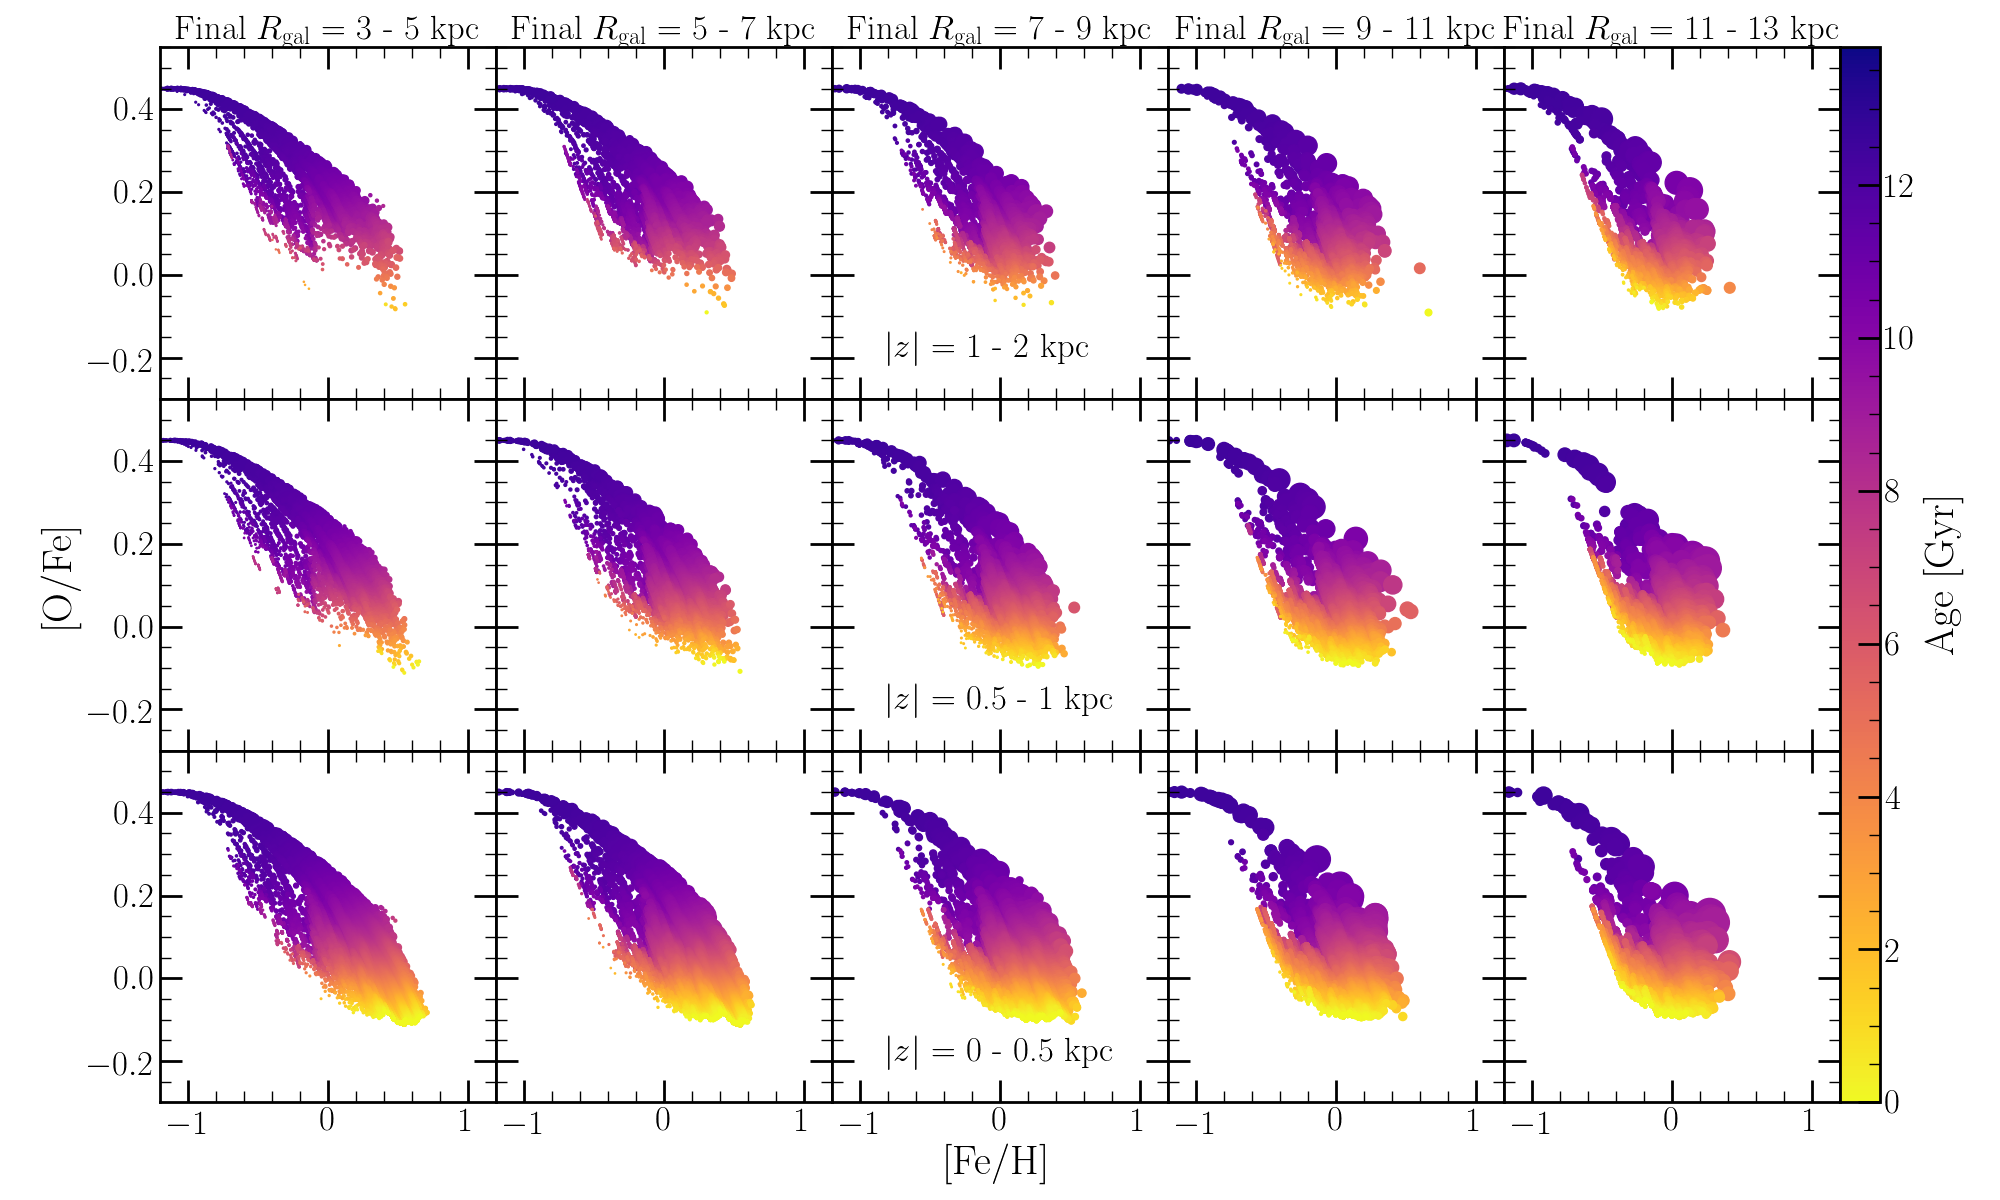 Final R_gal = 3 - 5 kpc
Final R_gal = 5 - 7 kpc
Final R_gal = 7 - 9 kpc
Final R_gal = 9 - 11 kpc
Final R_gal = 11 - 13 kpc
0.4
0.2
0.0
−0.2
|z| = 1 - 2 kpc
0.4
0.2
0.0
−0.2
|z| = 0.5 - 1 kpc
0.4
0.2
0.0
−0.2
|z| = 0 - 0.5 kpc
[O/Fe]
−1 0 1
−1 0 1
−1 0 1
−1 0 1
−1 0 1
[Fe/H]
12
10
8
6
4
2
0
Age [Gyr]